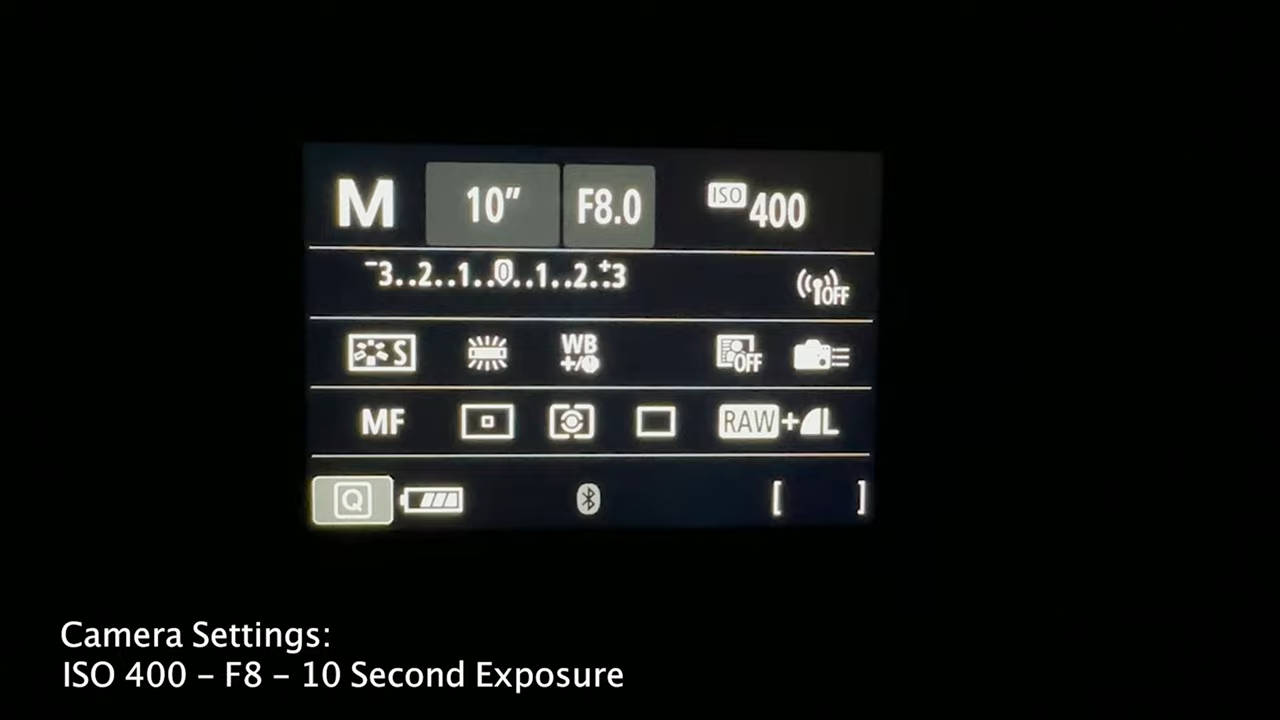 M 10" F8.0 ISO 400
-3..2..1..0..1..2..+3 OFF
S WB +/- OFF
MF RAW+L
Q [ ]
Camera Settings:
ISO 400 – F8 – 10 Second Exposure